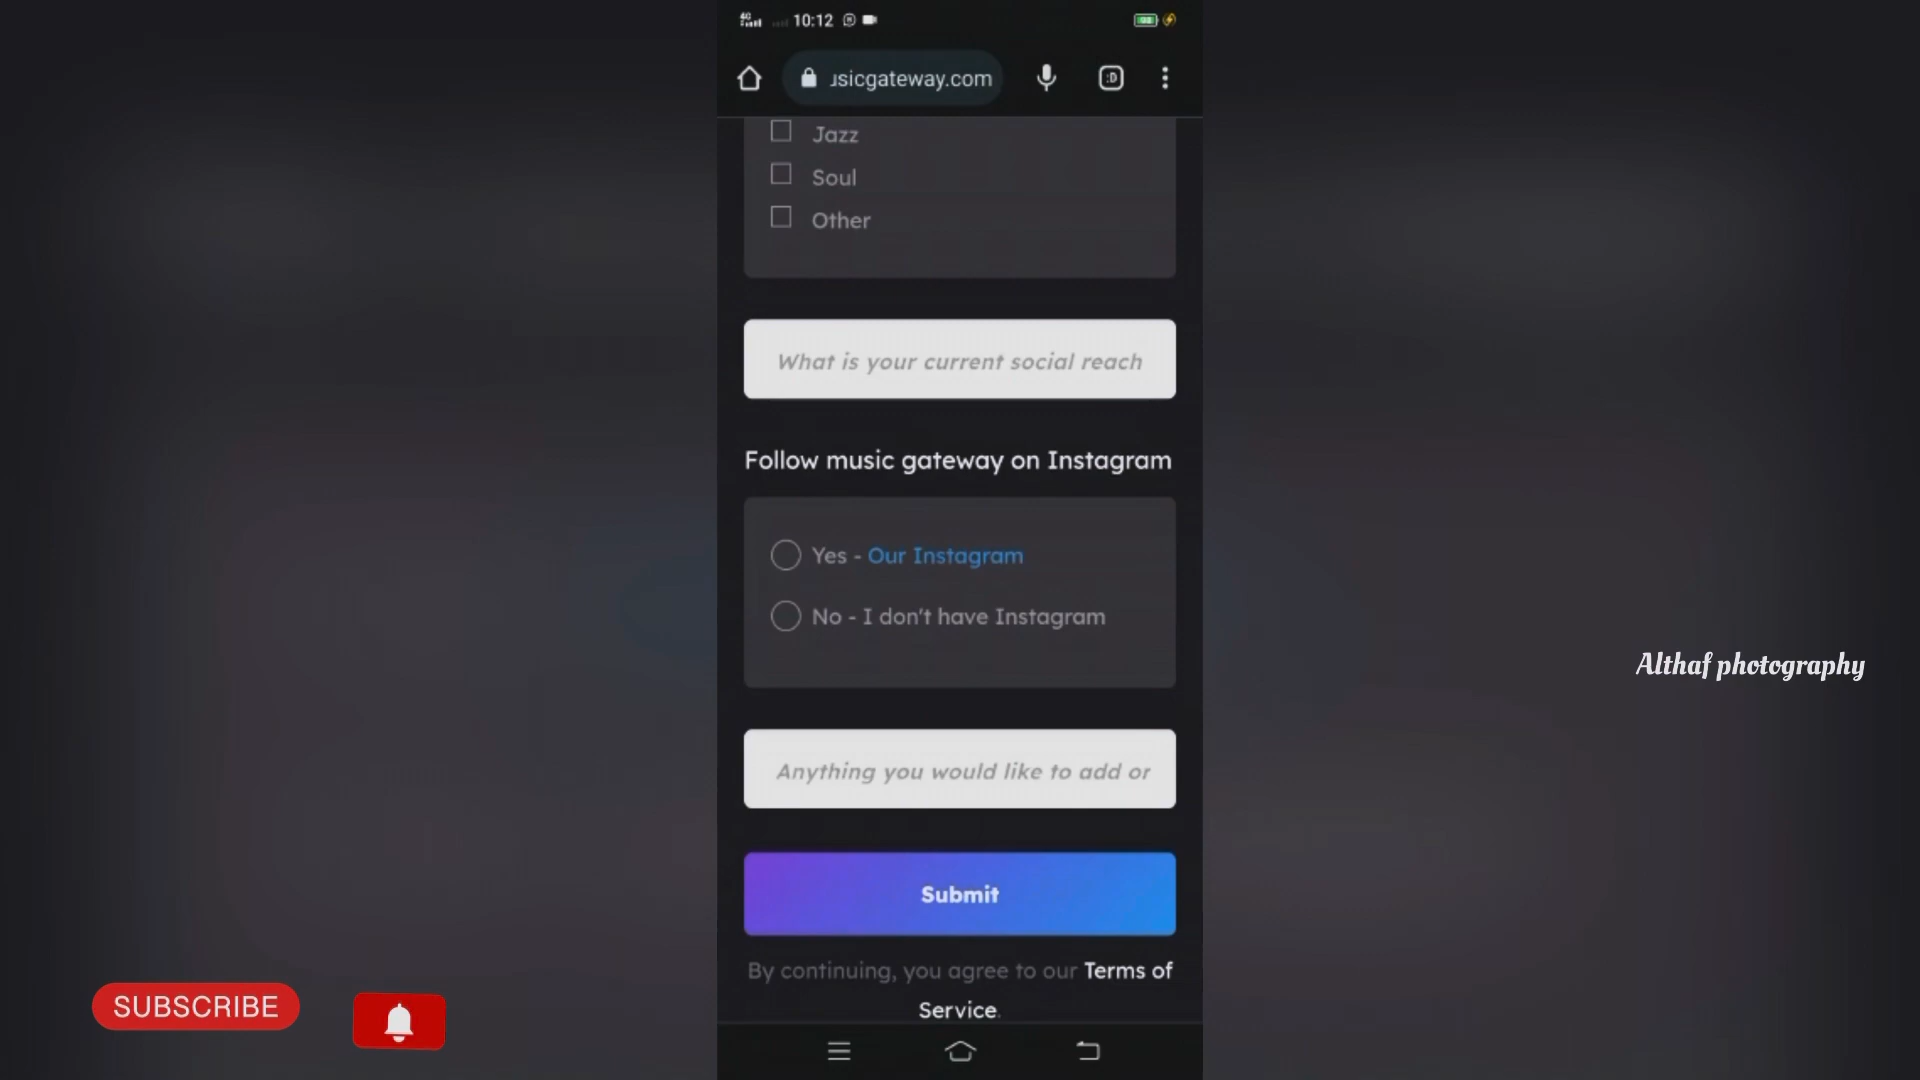 4G 10:12
usicgateway.com :D
Jazz
Soul
Other
What is your current social reach
Follow music gateway on Instagram
Yes - Our Instagram
No - I don't have Instagram
Althaf photography
Anything you would like to add or
Submit
By continuing, you agree to our Terms of
Service.
SUBSCRIBE